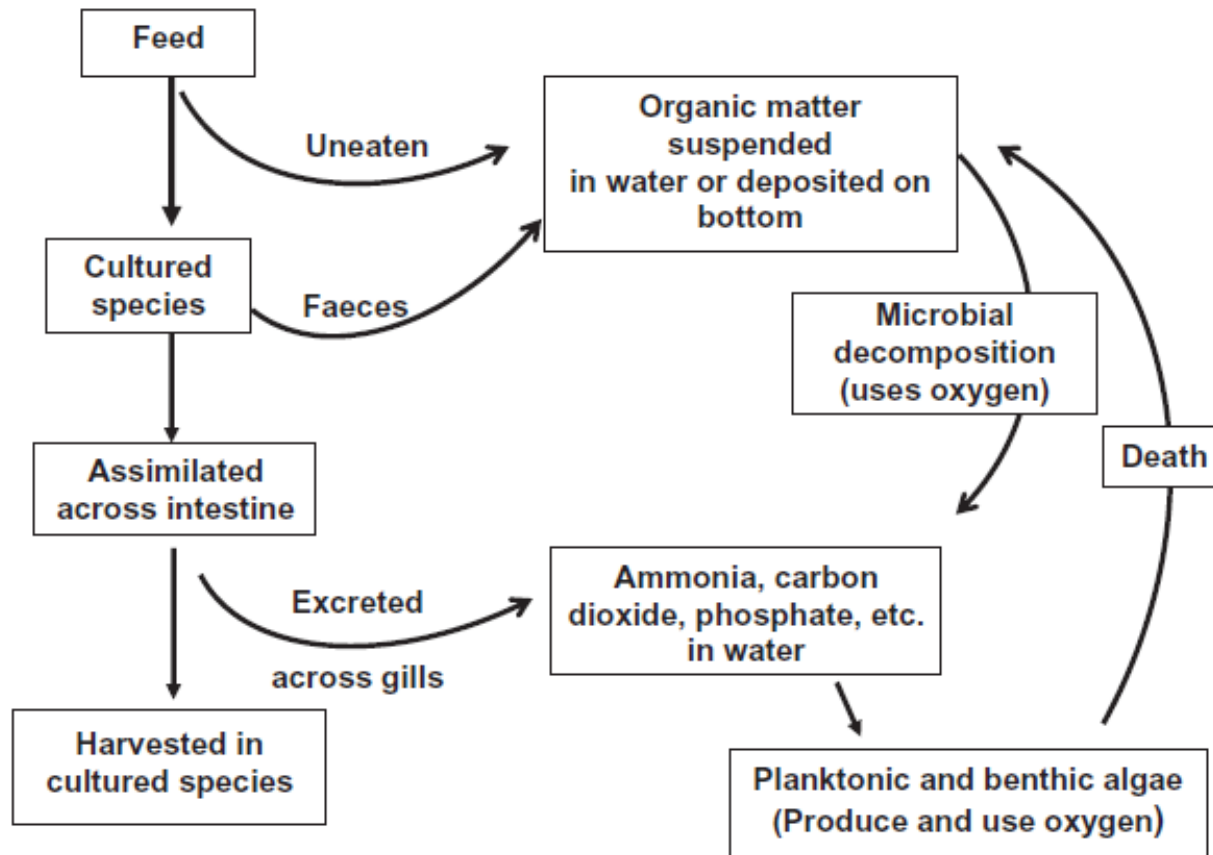 Feed
Uneaten
Organic matter
suspended
in water or deposited on
bottom
Cultured
species
Faeces
Microbial
decomposition
(uses oxygen)
Death
Assimilated
across intestine
Excreted
across gills
Ammonia, carbon
dioxide, phosphate, etc.
in water
Harvested in
cultured species
Planktonic and benthic algae
(Produce and use oxygen)